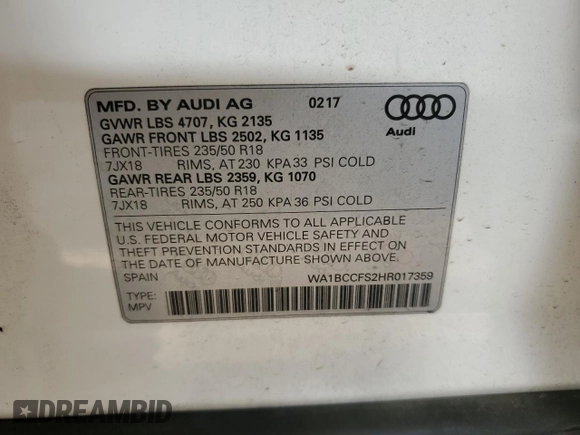 MFD. BY AUDI AG 0217
GVWR LBS 4707, KG 2135
GAWR FRONT LBS 2502, KG 1135
FRONT-TIRES 235/50 R18
7JX18 RIMS, AT 230 KPA 33 PSI COLD
GAWR REAR LBS 2359, KG 1070
REAR-TIRES 235/50 R18
7JX18 RIMS, AT 250 KPA 36 PSI COLD
Audi
THIS VEHICLE CONFORMS TO ALL APPLICABLE
U.S. FEDERAL MOTOR VEHICLE SAFETY AND
THEFT PREVENTION STANDARDS IN EFFECT ON
THE DATE OF MANUFACTURE SHOWN ABOVE.
SPAIN WA1BCCFS2HR017359
TYPE:
MPV
DREAMBID